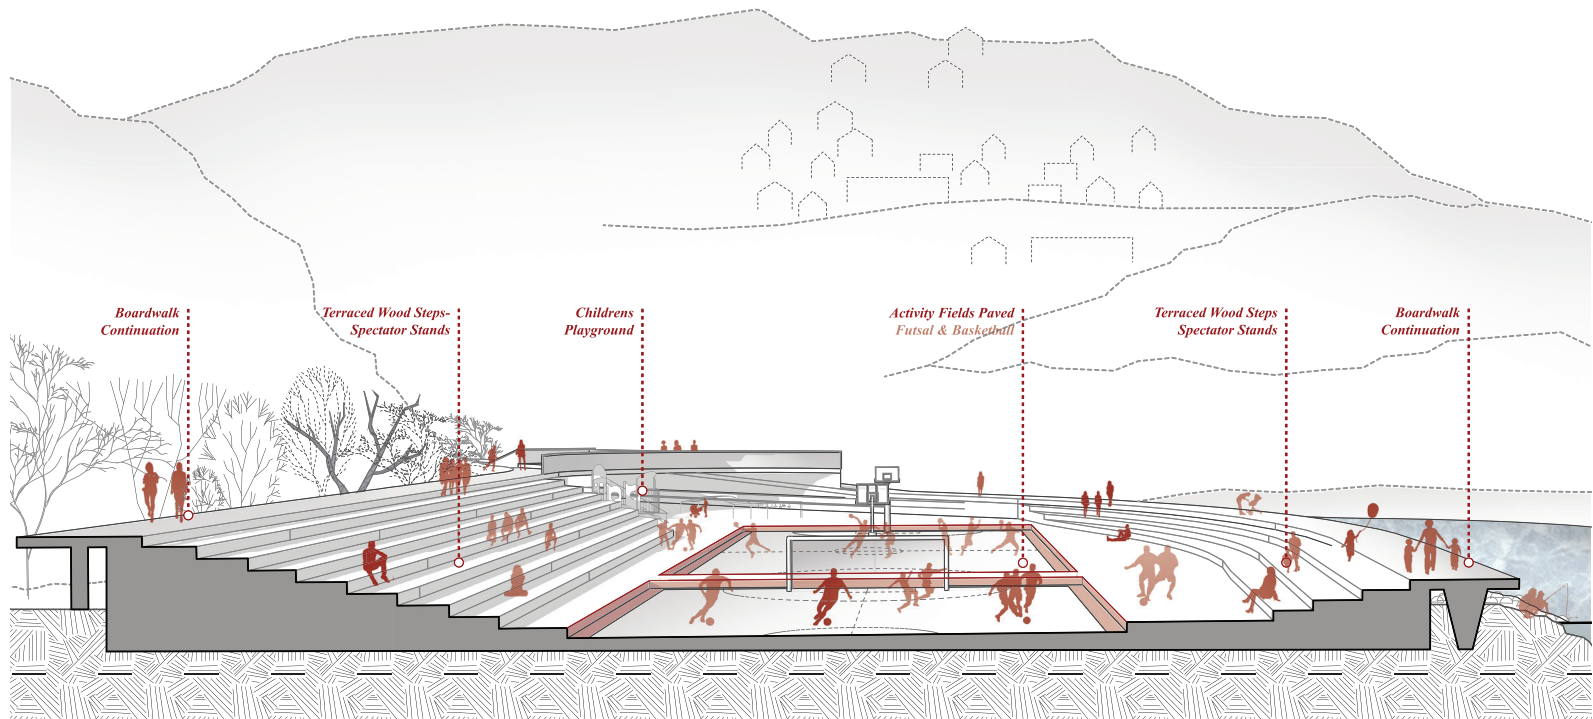 Boardwalk
Continuation
Terraced Wood Steps-
Spectator Stands
Childrens
Playground
Activity Fields Paved
Futsal & Basketball
Terraced Wood Steps
Spectator Stands
Boardwalk
Continuation